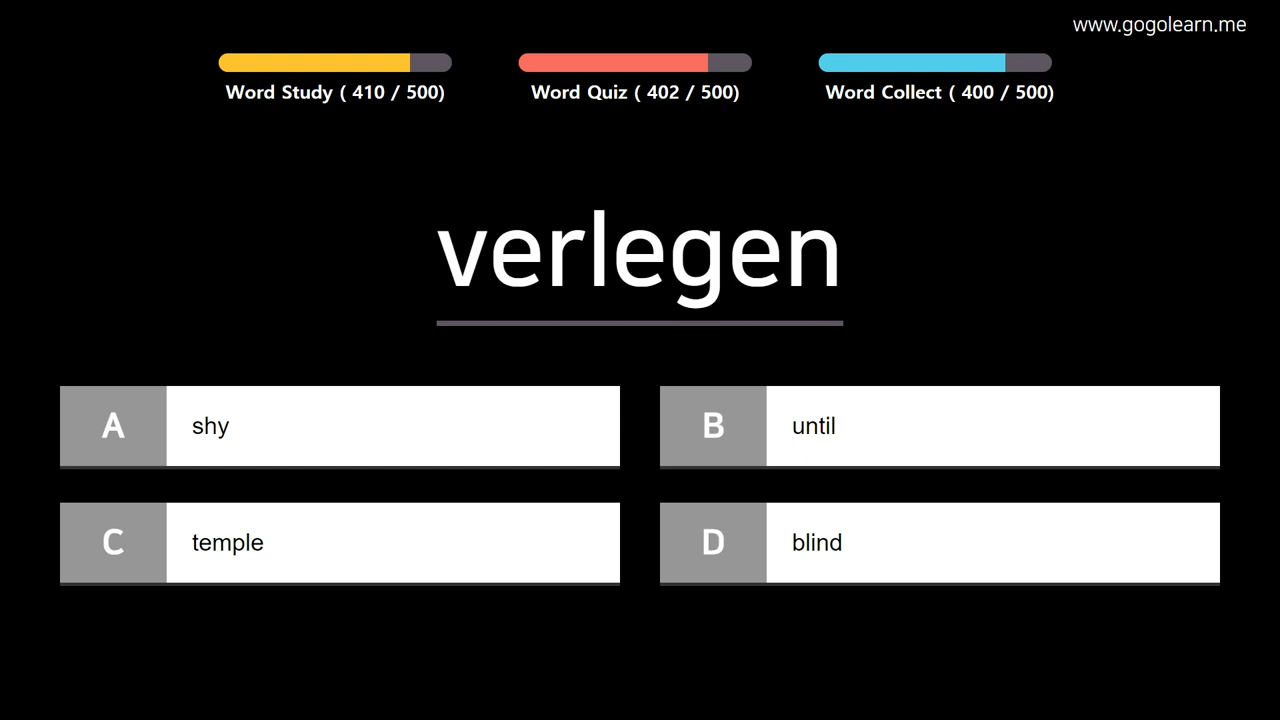 www.gogolearn.me
Word Study ( 410 / 500)
Word Quiz ( 402 / 500)
Word Collect ( 400 / 500)
verlegen
A shy
B until
C temple
D blind